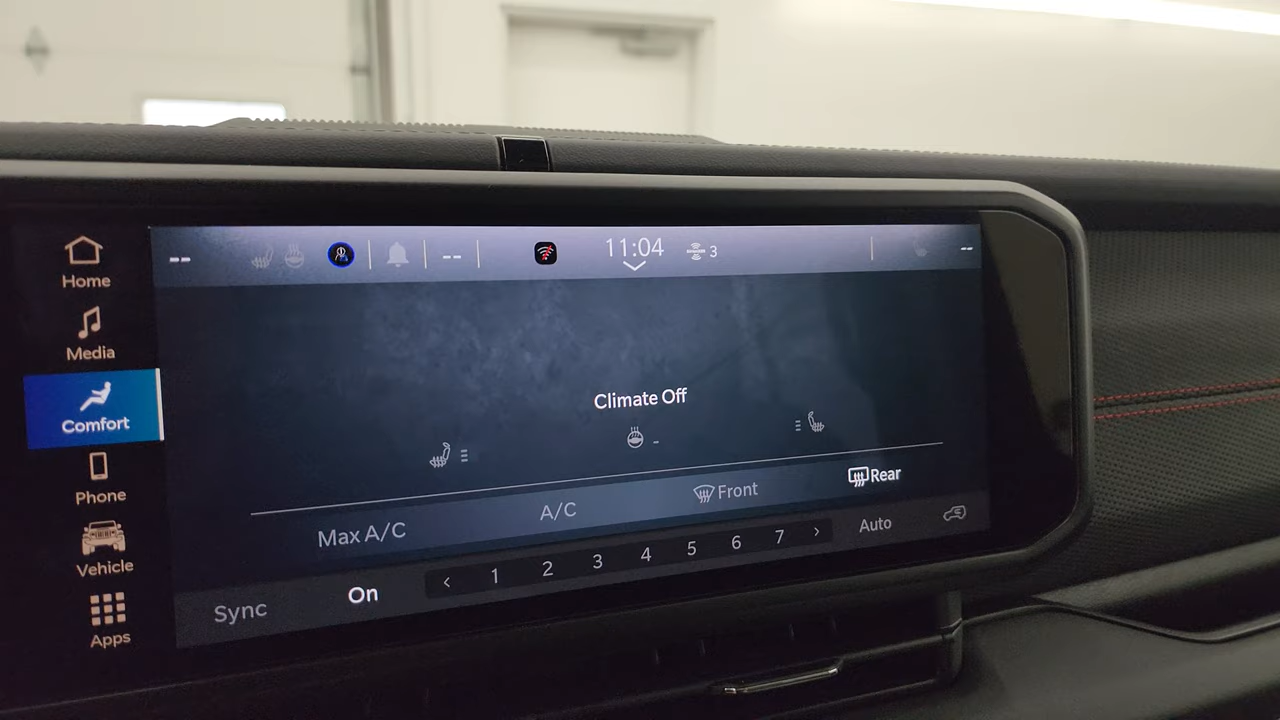 Home
Media
Comfort
Phone
Vehicle
Apps
-- -- 11:04 3 --
Climate Off
-
Max A/C A/C Front Rear
Sync On < 1 2 3 4 5 6 7 > Auto